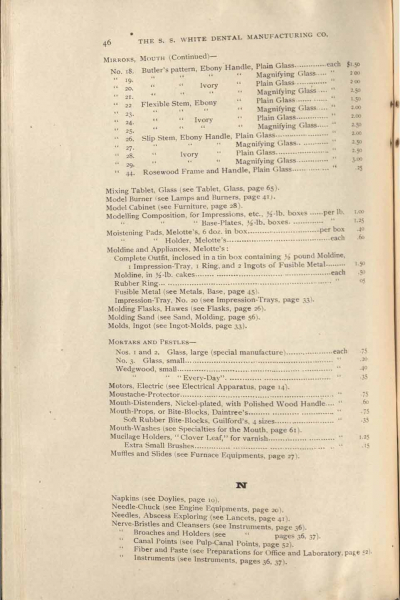 46 THE S. S. WHITE DENTAL MANUFACTURING CO.
MIRRORS, MOUTH (Continued)—
No. 18. Butler's pattern, Ebony Handle, Plain Glass..............each $1.50
" 19. " " " " Magnifying Glass.... " 2.00
" 20. " " Ivory " Plain Glass .............. " 2.00
" 21. " " " " Magnifying Glass.... " 2.50
" 22 Flexible Stem, Ebony " Plain Glass .............. " 1.50
" 23. " " " " Magnifying Glass.... " 2.00
" 24. " " Ivory " Plain Glass.............. " 2.00
" 25. " " " " Magnifying Glass.... " 2.50
" 26. Slip Stem, Ebony Handle, Plain Glass.............. " 2.00
" 27. " " " Magnifying Glass.. " 2.50
" 28. " Ivory " Plain Glass.............. " 2.50
" 29. " " " Magnifying Glass .... " 3.00
" 44. Rosewood Frame and Handle, Plain Glass.............. " .75
Mixing Tablet, Glass (see Tablet, Glass, page 65).
Model Burner (see Lamps and Burners, page 41).
Model Cabinet (see Furniture, page 28).
Modelling Composition, for Impressions, etc., ½-lb. boxes ......per lb. 1.00
" " Base-Plates, ½-lb. boxes. .............. " 1.25
Moistening Pads, Melotte's, 6 doz. in box..............per box .40
" " Holder, Melotte's..............each .60
Moldine and Appliances, Melotte's:
Complete Outfit, inclosed in a tin box containing ½ pound Moldine,
1 Impression-Tray, 1 Ring, and 2 Ingots of Fusible Metal........ 1.50
Moldine, in ½-lb. cakes..............each .50
Rubber Ring.............. " 05
Fusible Metal (see Metals, Base, page 45).
Impression-Tray, No. 20 (see Impression-Trays, page 33).
Molding Flasks, Hawes (see Flasks, page 26).
Molding Sand (see Sand, Molding, page 56).
Molds, Ingot (see Ingot-Molds, page 33).
MORTARS AND PESTLES—
Nos. 1 and 2. Glass, large (special manufacture)..............each .75
No. 3. Glass, small.............. " .20
Wedgwood, small.............. " .40
" " "Every-Day".............. " .35
Motors, Electric (see Electrical Apparatus, page 14).
Moustache-Protector.............. " .75
Mouth-Distenders, Nickel-plated, with Polished Wood Handle.... " .60
Mouth-Props, or Bite-Blocks, Daintree's.............. " .75
Soft Rubber Bite-Blocks, Guilford's, 4 sizes.............. " .35
Mouth-Washes (see Specialties for the Mouth, page 61).
Mucilage Holders, "Clover Leaf," for varnish.............. " 1.25
Extra Small Brushes.............. " .15
Muffles and Slides (see Furnace Equipments, page 27).
N
Napkins (see Doylies, page 10).
Needle-Chuck (see Engine Equipments, page 20).
Needles, Abscess Exploring (see Lancets, page 41).
Nerve-Bristles and Cleansers (see Instruments, page 36).
" Broaches and Holders (see " pages 36, 37).
" Canal Points (see Pulp-Canal Points, page 52).
" Fiber and Paste (see Preparations for Office and Laboratory, page 52).
" Instruments (see Instruments, pages 36, 37).